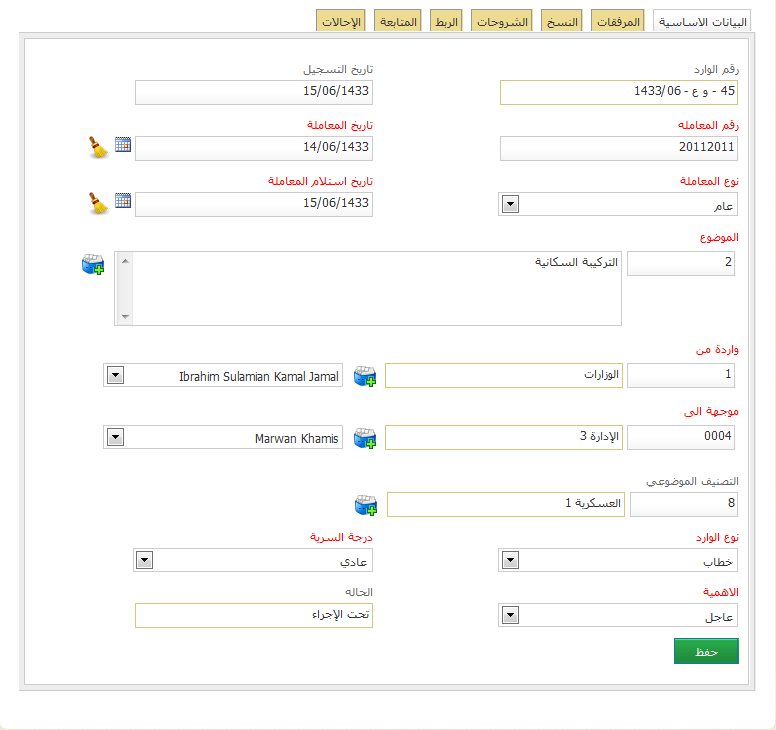 البيانات الاساسية المرفقات النسخ الشروحات الربط المتابعة الإحالات
رقم الوارد تاريخ التسجيل
45 - و ع - 1433/06 15/06/1433
رقم المعامله تاريخ المعاملة
20112011 14/06/1433
نوع المعاملة تاريخ استلام المعاملة
عام 15/06/1433
الموضوع
2 التركيبة السكانية
واردة من
1 الوزارات Ibrahim Sulamian Kamal Jamal
موجهة الى
0004 الإدارة 3 Marwan Khamis
التصنيف الموضوعي
8 العسكرية 1
نوع الوارد درجة السرية
خطاب عادي
الاهمية الحاله
عاجل تحت الإجراء
حفظ